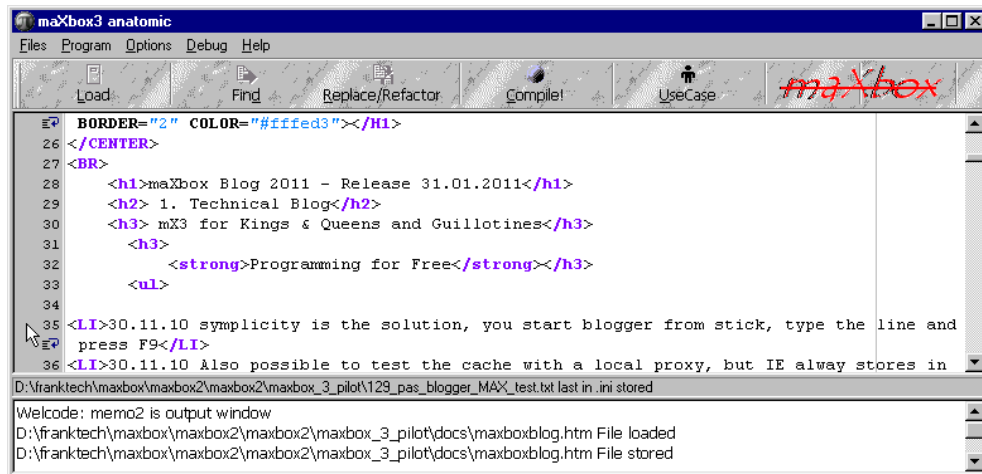 maXbox3 anatomic
Files Program Options Debug Help
Load Find Replace/Refactor Compile! UseCase maXbox
BORDER="2" COLOR="#fffed3"></H1>
26 </CENTER>
27 <BR>
28 <h1>maXbox Blog 2011 - Release 31.01.2011</h1>
29 <h2> 1. Technical Blog</h2>
30 <h3> mX3 for Kings & Queens and Guillotines</h3>
31 <h3>
32 <strong>Programming for Free</strong></h3>
33 <ul>
34
35 <LI>30.11.10 symplicity is the solution, you start blogger from stick, type the line and
press F9</LI>
36 <LI>30.11.10 Also possible to test the cache with a local proxy, but IE alway stores in
D:\franktech\maxbox\maxbox2\maxbox2\maxbox_3_pilot\129_pas_blogger_MAX_test.txt last in .ini stored
Welcode: memo2 is output window
D:\franktech\maxbox\maxbox2\maxbox2\maxbox_3_pilot\docs\maxboxblog.htm File loaded
D:\franktech\maxbox\maxbox2\maxbox2\maxbox_3_pilot\docs\maxboxblog.htm File stored